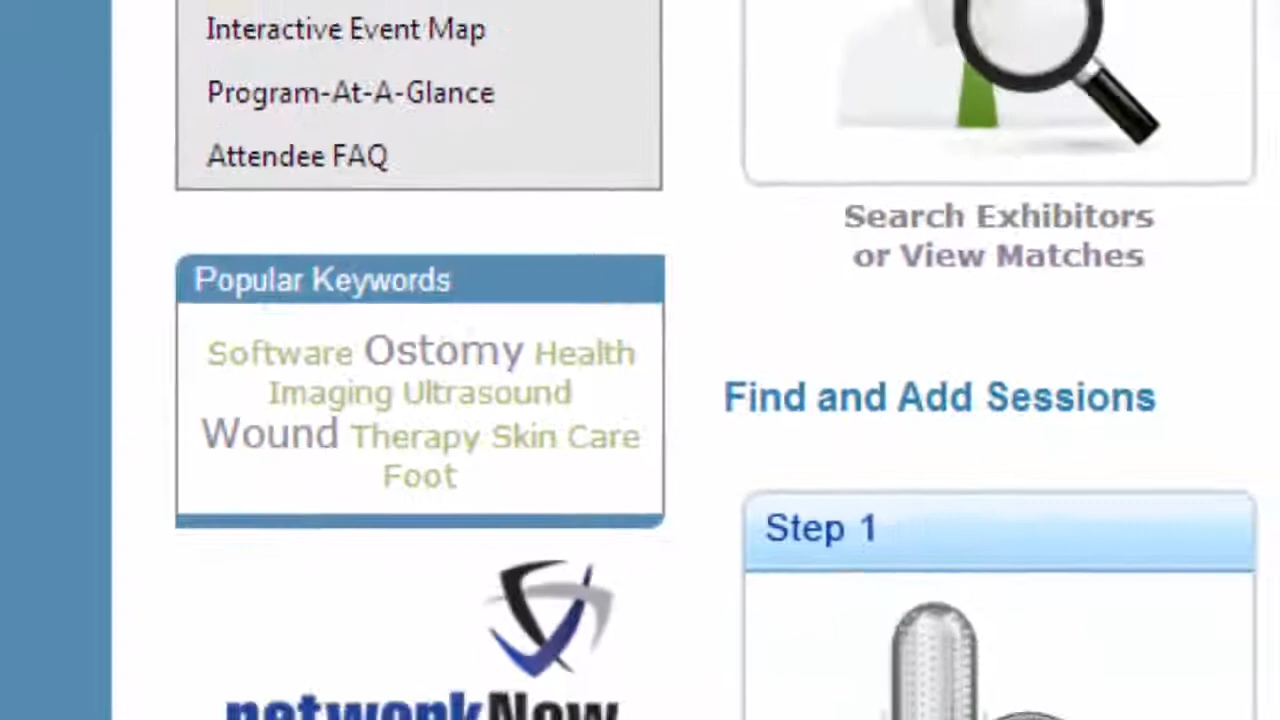 Interactive Event Map
Program-At-A-Glance
Attendee FAQ
Search Exhibitors
or View Matches
Popular Keywords
Software Ostomy Health
Imaging Ultrasound
Wound Therapy Skin Care
Foot
Find and Add Sessions
Step 1
networkNow